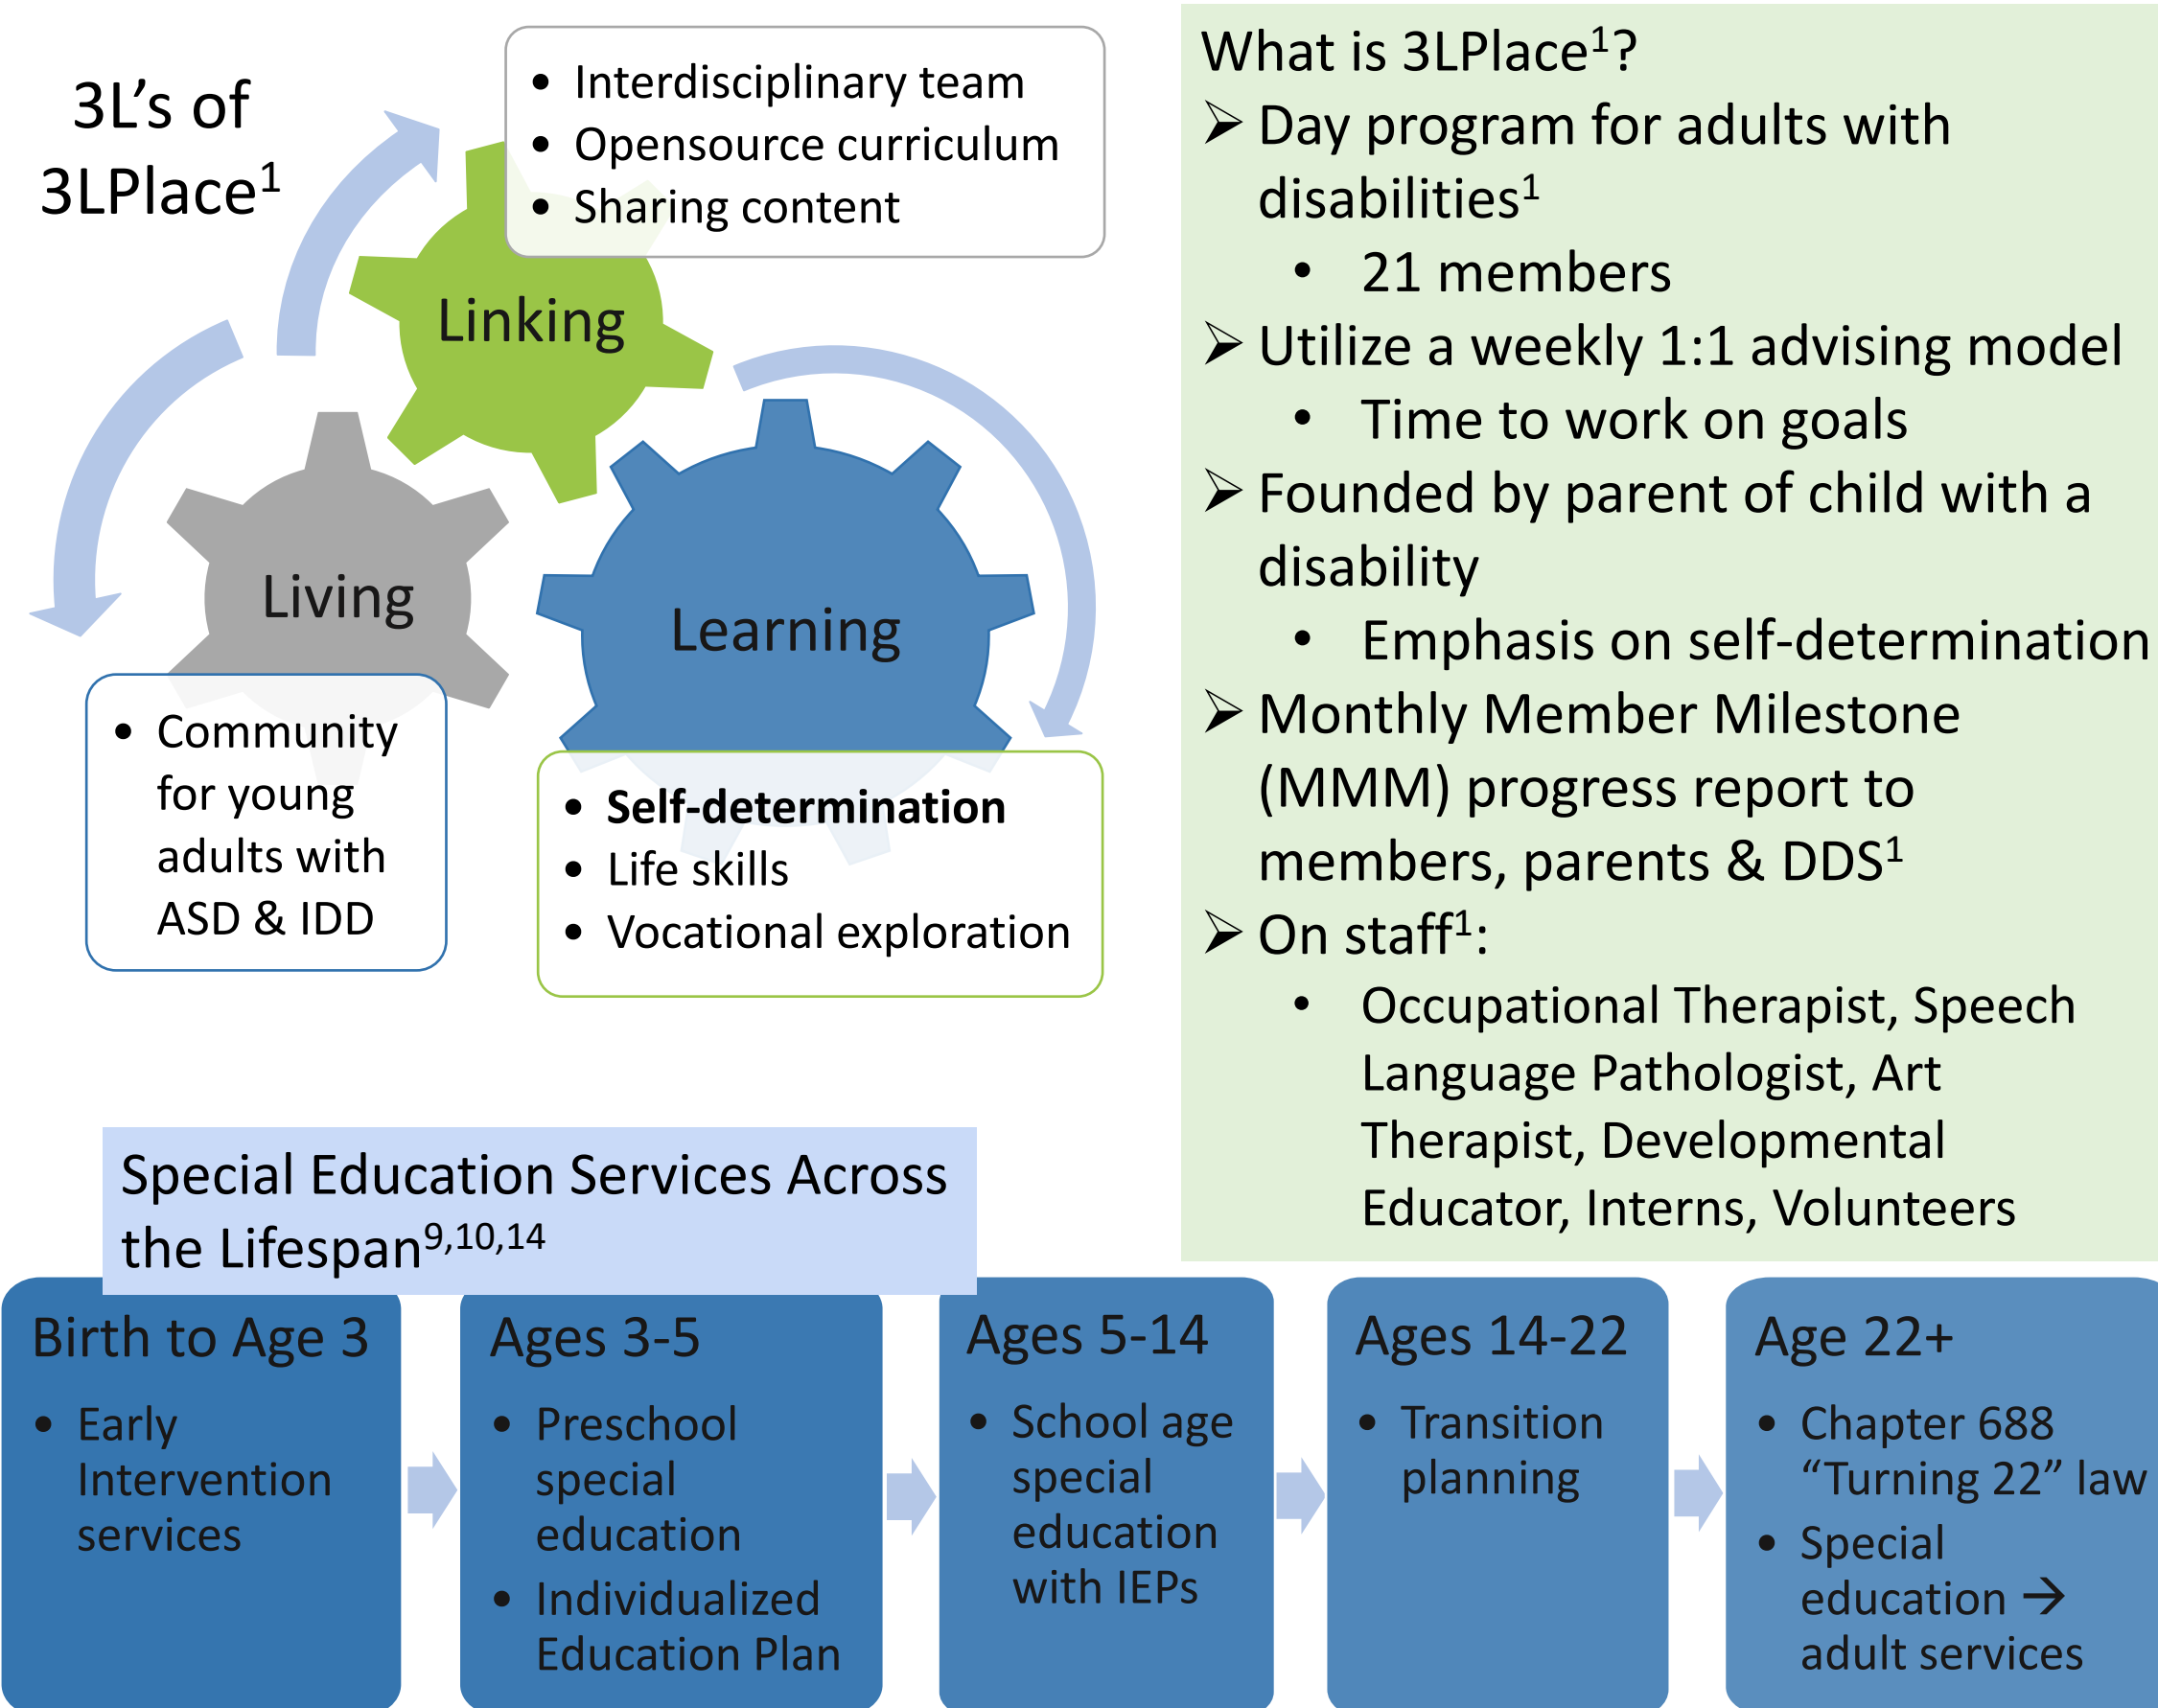 3L’s of
3LPlace¹
• Interdisciplinary team
• Opensource curriculum
• Sharing content
Linking
Living
Learning
• Community
for young
adults with
ASD & IDD
• Self-determination
• Life skills
• Vocational exploration
What is 3LPlace¹?
➢ Day program for adults with
disabilities¹
• 21 members
➢ Utilize a weekly 1:1 advising model
• Time to work on goals
➢ Founded by parent of child with a
disability
• Emphasis on self-determination
➢ Monthly Member Milestone
(MMM) progress report to
members, parents & DDS¹
➢ On staff¹:
• Occupational Therapist, Speech
Language Pathologist, Art
Therapist, Developmental
Educator, Interns, Volunteers
Special Education Services Across
the Lifespan⁹,¹⁰,¹⁴
Birth to Age 3
• Early
Intervention
services
Ages 3-5
• Preschool
special
education
• Individualized
Education Plan
Ages 5-14
• School age
special
education
with IEPs
Ages 14-22
• Transition
planning
Age 22+
• Chapter 688
“Turning 22” law
• Special
education →
adult services